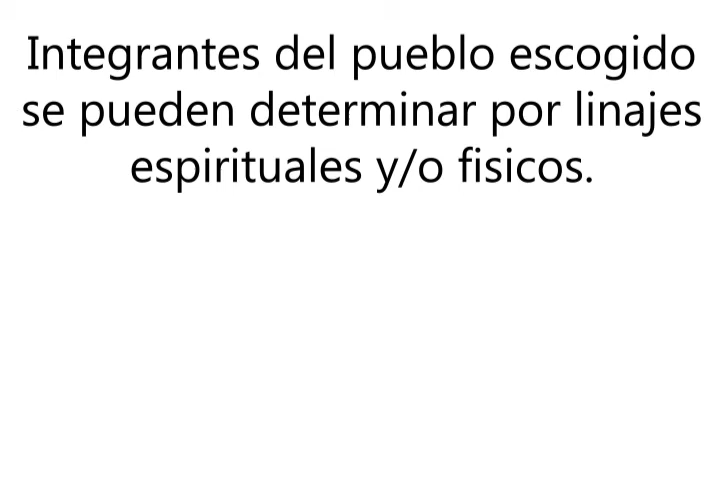 Integrantes del pueblo escogido
se pueden determinar por linajes
espirituales y/o fisicos.